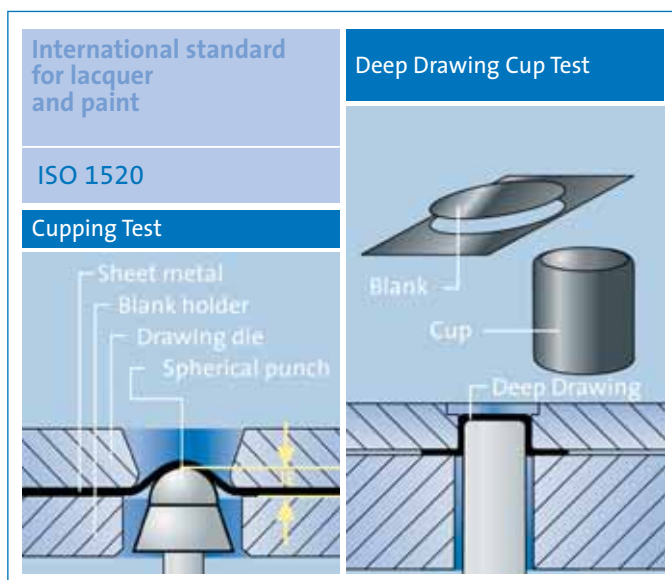 International standard
for lacquer
and paint
ISO 1520
Cupping Test
Sheet metal
Blank holder
Drawing die
Spherical punch
Deep Drawing Cup Test
Blank
Cup
Deep Drawing